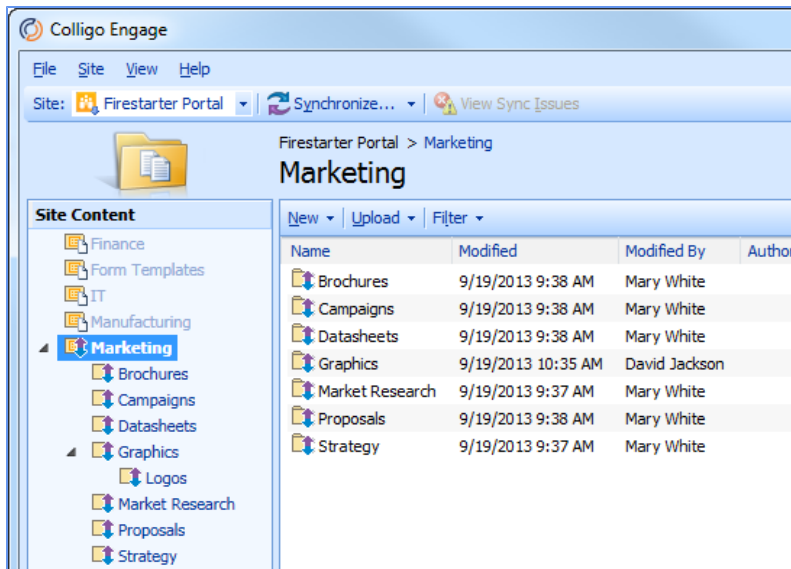 Colligo Engage
File Site View Help
Site: Firestarter Portal Synchronize... View Sync Issues
Firestarter Portal > Marketing
Marketing
Site Content
New Upload Filter
Finance
Form Templates
IT
Manufacturing
Marketing
Brochures
Campaigns
Datasheets
Graphics
Logos
Market Research
Proposals
Strategy
Name Modified Modified By Author
Brochures 9/19/2013 9:38 AM Mary White
Campaigns 9/19/2013 9:38 AM Mary White
Datasheets 9/19/2013 9:38 AM Mary White
Graphics 9/19/2013 10:35 AM David Jackson
Market Research 9/19/2013 9:37 AM Mary White
Proposals 9/19/2013 9:38 AM Mary White
Strategy 9/19/2013 9:37 AM Mary White